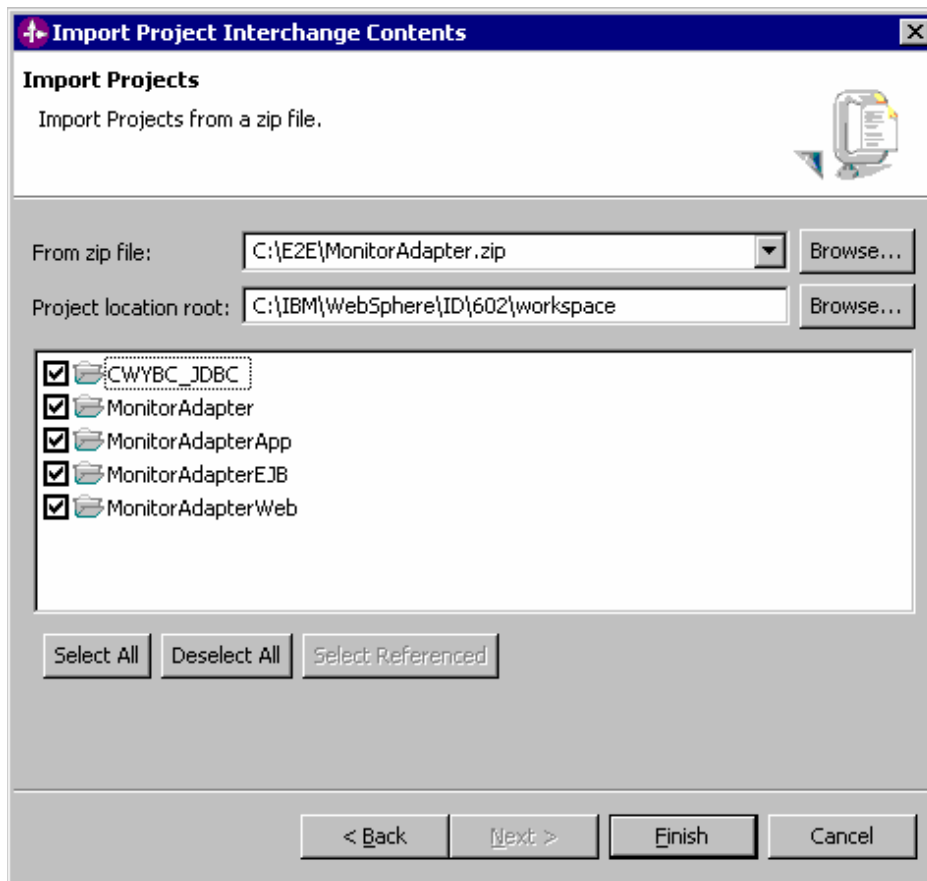 Import Project Interchange Contents
Import Projects
Import Projects from a zip file.
From zip file: C:\E2E\MonitorAdapter.zip Browse...
Project location root: C:\IBM\WebSphere\ID\602\workspace Browse...
CWYBC_JDBC
MonitorAdapter
MonitorAdapterApp
MonitorAdapterEJB
MonitorAdapterWeb
Select All Deselect All Select Referenced
< Back Next > Finish Cancel